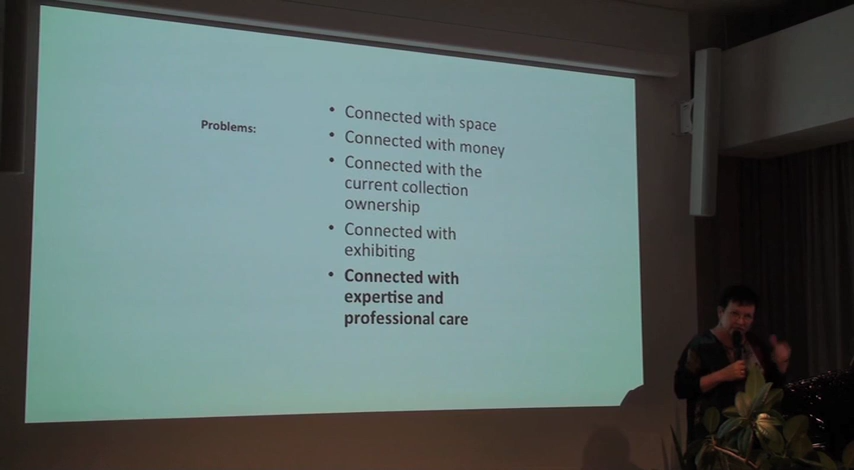 Problems:
• Connected with space
• Connected with money
• Connected with the
current collection
ownership
• Connected with
exhibiting
• Connected with
expertise and
professional care